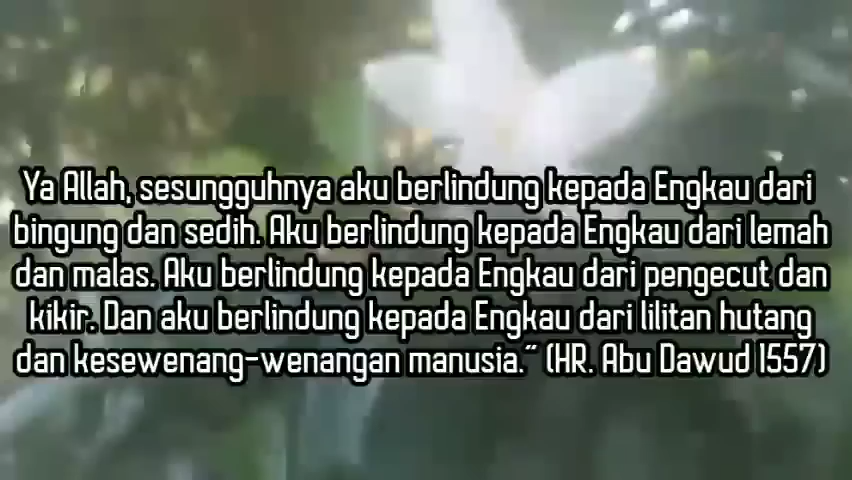 Ya Allah, sesungguhnya aku berlindung kepada Engkau dari
bingung dan sedih. Aku berlindung kepada Engkau dari lemah
dan malas. Aku berlindung kepada Engkau dari pengecut dan
kikir. Dan aku berlindung kepada Engkau dari lilitan hutang
dan kesewenang-wenangan manusia.” (HR. Abu Dawud 1557)